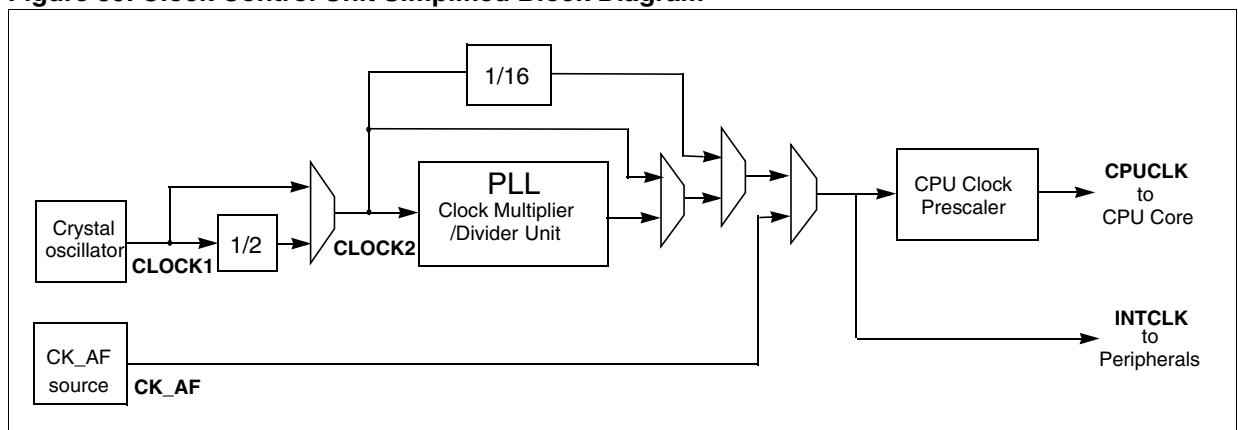 Figure 53. Clock Control Unit Simplified Block Diagram
1/16
PLL
Clock Multiplier
/Divider Unit
CPU Clock
Prescaler
CPUCLK
to
CPU Core
Crystal
oscillator
CLOCK1
1/2
CLOCK2
INTCLK
to
Peripherals
CK_AF
source
CK_AF